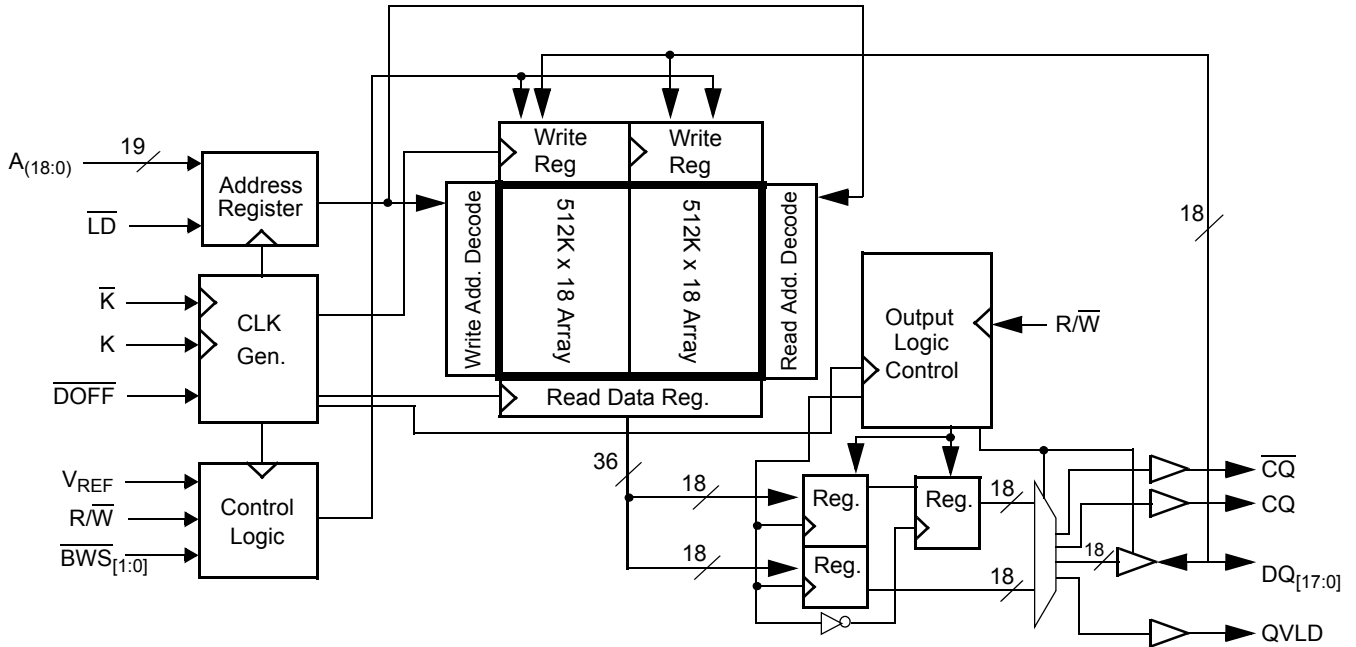 19
A(18:0)
LD
Address
Register
K
K
DOFF
CLK
Gen.
VREF
R/W
BWS[1:0]
Control
Logic
Write
Reg
Write
Reg
Write Add. Decode
512K x 18 Array
512K x 18 Array
Read Add. Decode
Read Data Reg.
18
Output
Logic
Control
R/W
36
18
18
Reg.
Reg.
Reg.
18
18
18
CQ
CQ
DQ[17:0]
QVLD